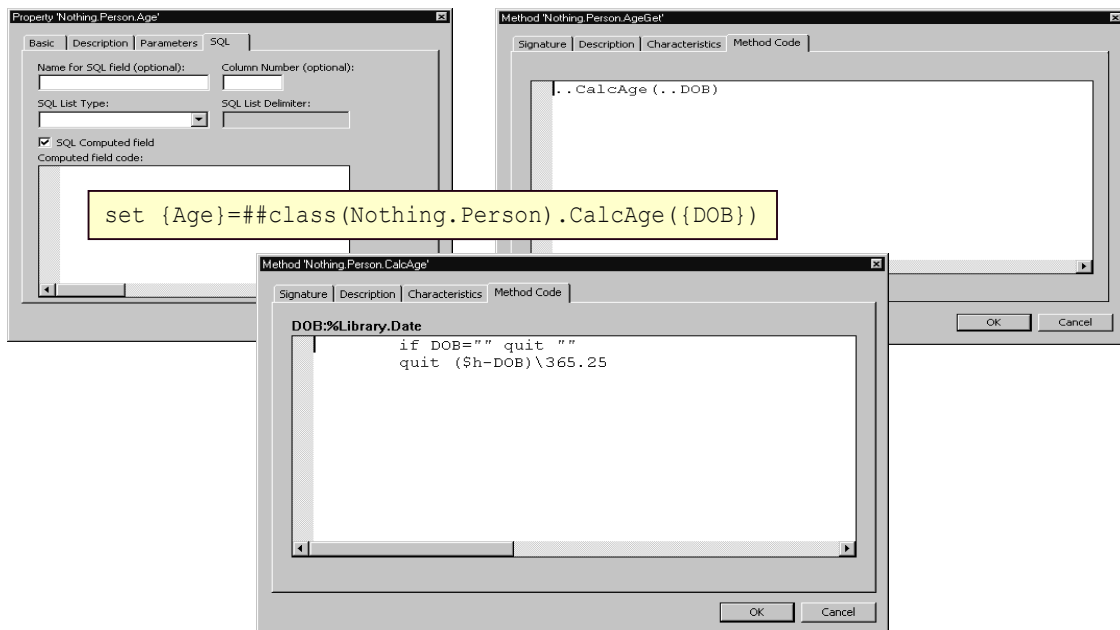 Property 'Nothing.Person.Age'
Basic Description Parameters SQL
Name for SQL field (optional): Column Number (optional):
SQL List Type: SQL List Delimiter:
SQL Computed field
Computed field code:
Method 'Nothing.Person.AgeGet'
Signature Description Characteristics Method Code
..CalcAge(..DOB)
OK Cancel
set {Age}=##class(Nothing.Person).CalcAge({DOB})
Method 'Nothing.Person.CalcAge'
Signature Description Characteristics Method Code
DOB:%Library.Date
if DOB="" quit ""
quit ($h-DOB)\365.25
OK Cancel